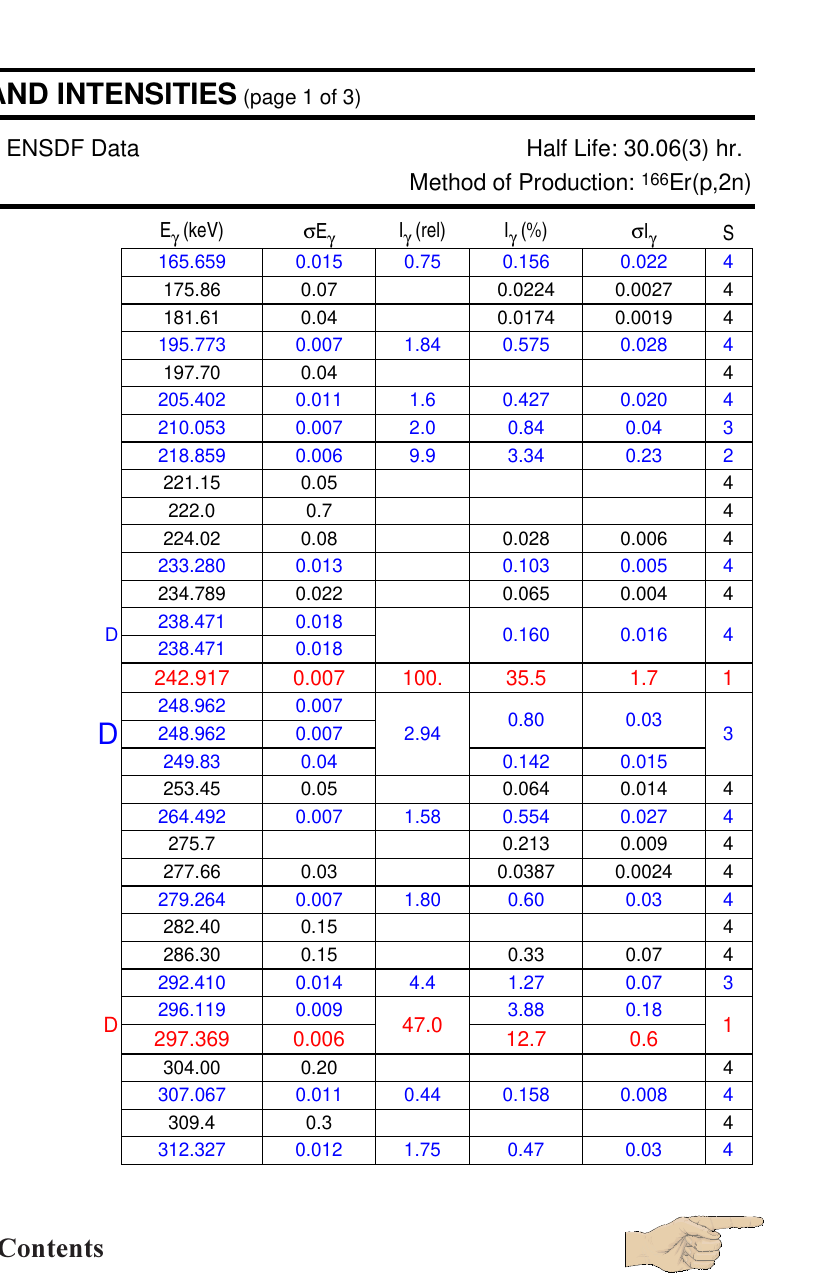 AND INTENSITIES (page 1 of 3)
ENSDF Data Half Life: 30.06(3) hr.
Method of Production: ¹⁶⁶Er(p,2n)
Eγ (keV) σEγ Iγ (rel) Iγ (%) σIγ S
165.659 0.015 0.75 0.156 0.022 4
175.86 0.07 0.0224 0.0027 4
181.61 0.04 0.0174 0.0019 4
195.773 0.007 1.84 0.575 0.028 4
197.70 0.04 4
205.402 0.011 1.6 0.427 0.020 4
210.053 0.007 2.0 0.84 0.04 3
218.859 0.006 9.9 3.34 0.23 2
221.15 0.05 4
222.0 0.7 4
224.02 0.08 0.028 0.006 4
233.280 0.013 0.103 0.005 4
234.789 0.022 0.065 0.004 4
238.471 0.018
D 0.160 0.016 4
238.471 0.018
242.917 0.007 100. 35.5 1.7 1
248.962 0.007
0.80 0.03
D 248.962 0.007 2.94 3
249.83 0.04 0.142 0.015
253.45 0.05 0.064 0.014 4
264.492 0.007 1.58 0.554 0.027 4
275.7 0.213 0.009 4
277.66 0.03 0.0387 0.0024 4
279.264 0.007 1.80 0.60 0.03 4
282.40 0.15 4
286.30 0.15 0.33 0.07 4
292.410 0.014 4.4 1.27 0.07 3
296.119 0.009 3.88 0.18
D 47.0 1
297.369 0.006 12.7 0.6
304.00 0.20 4
307.067 0.011 0.44 0.158 0.008 4
309.4 0.3 4
312.327 0.012 1.75 0.47 0.03 4
Contents